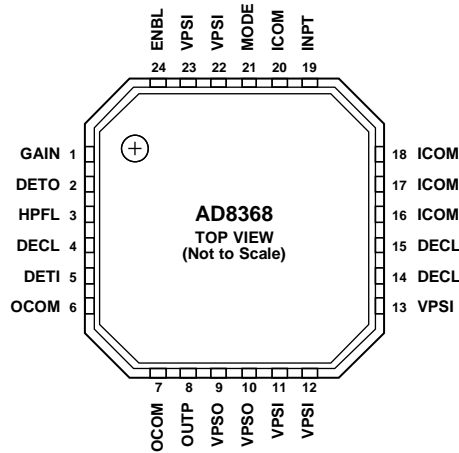 ENBL VPSI VPSI MODE ICOM INPT
24 23 22 21 20 19
GAIN 1
DETO 2
HPFL 3
DECL 4
DETI 5
OCOM 6
AD8368
TOP VIEW
(Not to Scale)
18 ICOM
17 ICOM
16 ICOM
15 DECL
14 DECL
13 VPSI
7 8 9 10 11 12
OCOM OUTP VPSO VPSO VPSI VPSI